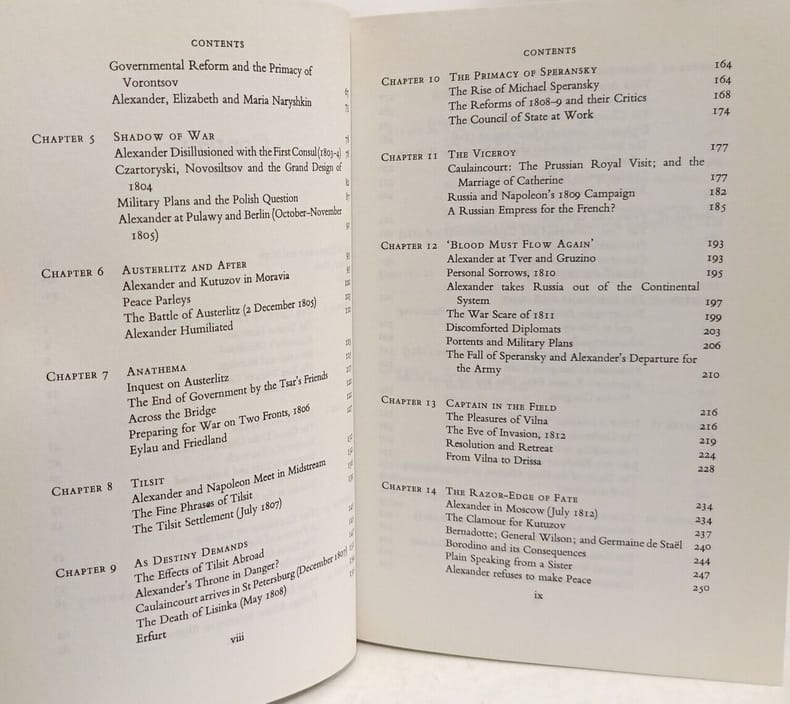 CONTENTS
Governmental Reform and the Primacy of
Vorontsov
Alexander, Elizabeth and Maria Naryshkin
CHAPTER 5 SHADOW OF WAR
Alexander Disillusioned with the First Consul (1803-4)
Czartoryski, Novosiltsov and the Grand Design of
1804
Military Plans and the Polish Question
Alexander at Pulawy and Berlin (October-November
1805)
CHAPTER 6 AUSTERLITZ AND AFTER
Alexander and Kutuzov in Moravia
Peace Parleys
The Battle of Austerlitz (2 December 1805)
Alexander Humiliated
CHAPTER 7 ANATHEMA
Inquest on Austerlitz
The End of Government by the Tsar's Friends
Across the Bridge
Preparing for War on Two Fronts, 1806
Eylau and Friedland
CHAPTER 8 TILSIT
Alexander and Napoleon Meet in Midstream
The Fine Phrases of Tilsit
The Tilsit Settlement (July 1807)
CHAPTER 9 AS DESTINY DEMANDS
The Effects of Tilsit Abroad
Alexander's Throne in Danger?
Caulaincourt arrives in St Petersburg (December 1807)
The Death of Lisinka (May 1808)
Erfurt
viii
CONTENTS
CHAPTER 10 THE PRIMACY OF SPERANSKY 164
The Rise of Michael Speransky 164
The Reforms of 1808-9 and their Critics 168
The Council of State at Work 174
CHAPTER 11 THE VICEROY 177
Caulaincourt: The Prussian Royal Visit; and the
Marriage of Catherine 177
Russia and Napoleon's 1809 Campaign 182
A Russian Empress for the French? 185
CHAPTER 12 'BLOOD MUST FLOW AGAIN' 193
Alexander at Tver and Gruzino 193
Personal Sorrows, 1810 195
Alexander takes Russia out of the Continental
System 197
The War Scare of 1811 199
Discomforted Diplomats 203
Portents and Military Plans 206
The Fall of Speransky and Alexander's Departure for
the Army 210
CHAPTER 13 CAPTAIN IN THE FIELD 216
The Pleasures of Vilna 216
The Eve of Invasion, 1812 219
Resolution and Retreat 224
From Vilna to Drissa 228
CHAPTER 14 THE RAZOR-EDGE OF FATE 234
Alexander in Moscow (July 1812) 234
The Clamour for Kutuzov 237
Bernadotte; General Wilson; and Germaine de Staël 240
Borodino and its Consequences 244
Plain Speaking from a Sister 247
Alexander refuses to make Peace 250
ix